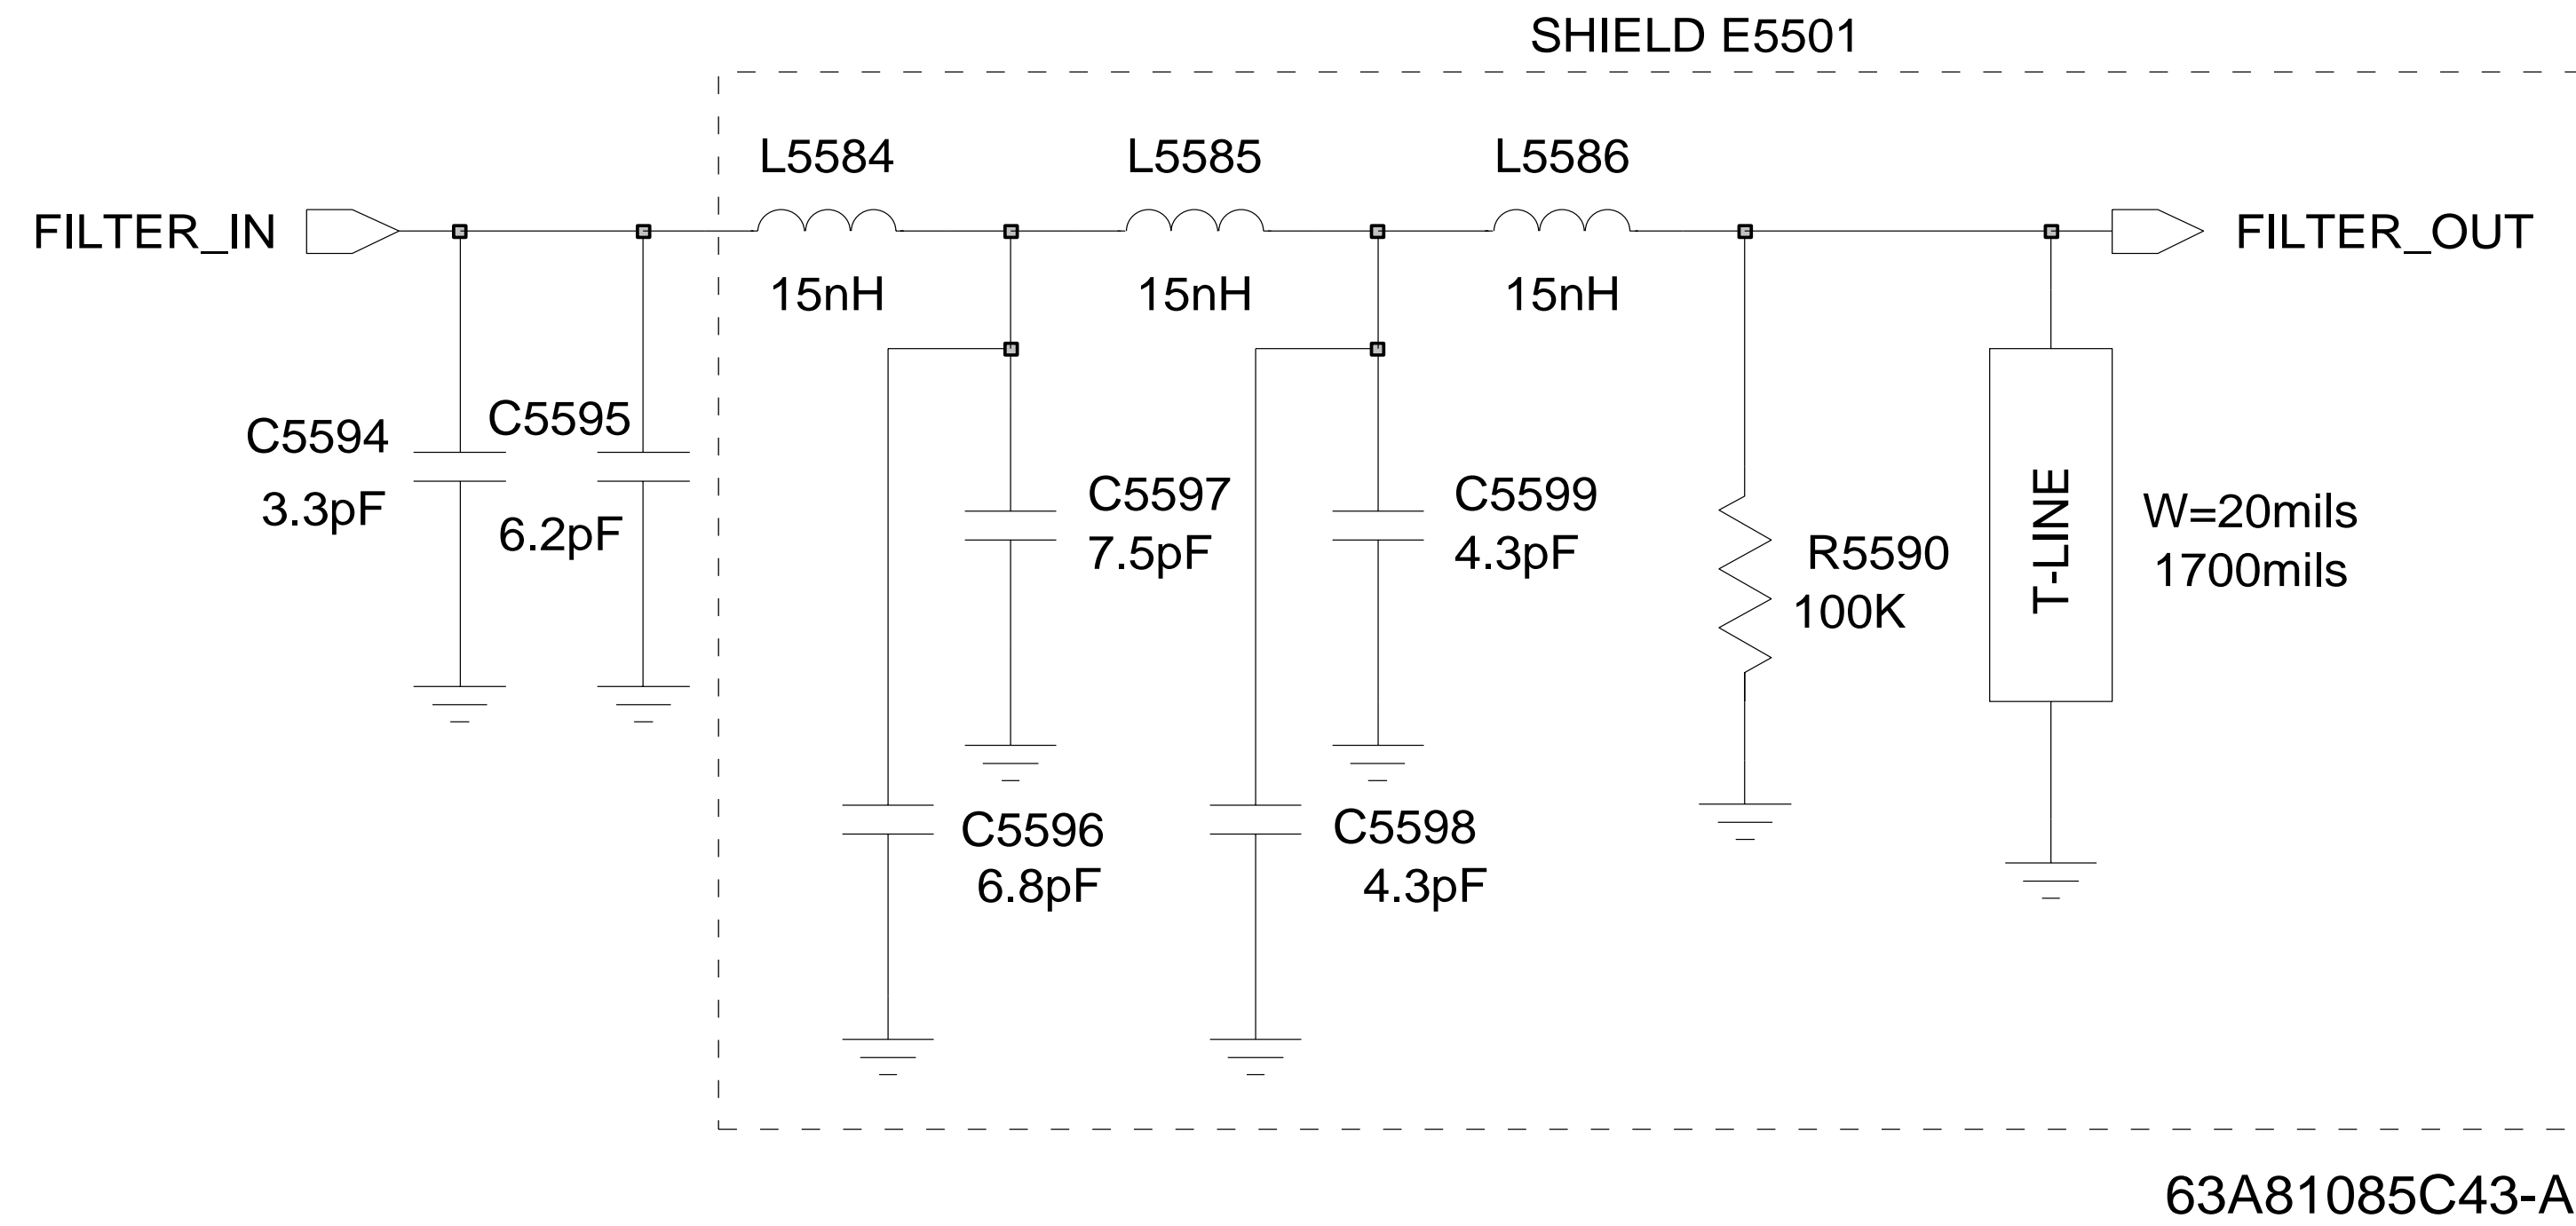 SHIELD E5501
L5584
L5585
L5586
FILTER_IN
FILTER_OUT
15nH
15nH
15nH
C5594
3.3pF
C5595
6.2pF
C5597
7.5pF
C5599
4.3pF
R5590
100K
T-LINE
W=20mils
1700mils
C5596
6.8pF
C5598
4.3pF
63A81085C43-A